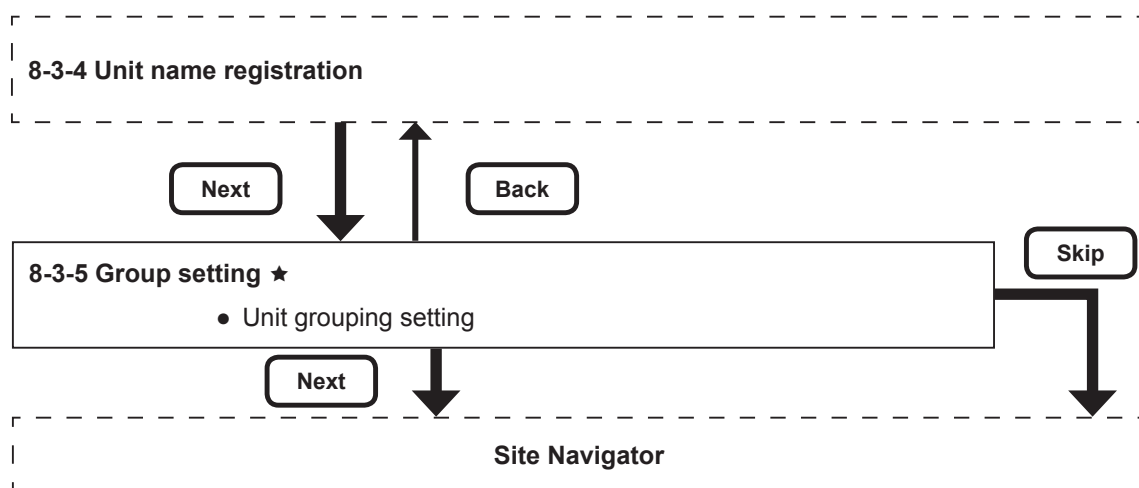 8-3-4 Unit name registration
Next
Back
8-3-5 Group setting ★
Skip
● Unit grouping setting
Next
Site Navigator